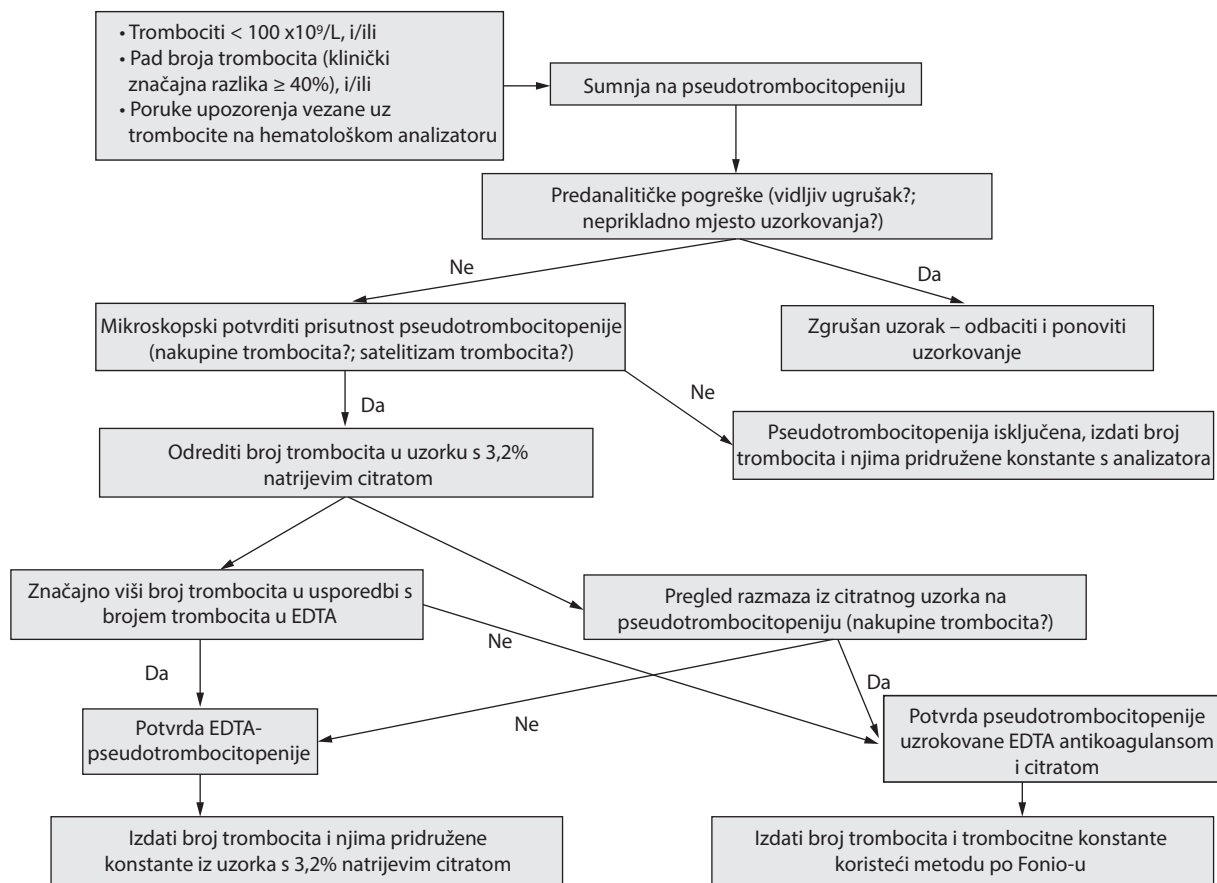 • Trombociti < 100 x10⁹/L, i/ili
• Pad broja trombocita (klinički
značajna razlika ≥ 40%), i/ili
• Poruke upozorenja vezane uz
trombocite na hematološkom analizatoru
Sumnja na pseudotrombocitopeniju
Predanalitičke pogreške (vidljiv ugrušak?;
neprikladno mjesto uzorkovanja?)
Ne
Da
Mikroskopski potvrditi prisutnost pseudotrombocitopenije
(nakupine trombocita?; satelitizam trombocita?)
Zgrušan uzorak – odbaciti i ponoviti
uzorkovanje
Da
Ne
Odrediti broj trombocita u uzorku s 3,2%
natrijevim citratom
Pseudotrombocitopenija isključena, izdati broj
trombocita i njima pridružene konstante s analizatora
Značajno viši broj trombocita u usporedbi s
brojem trombocita u EDTA
Pregled razmaza iz citratnog uzorka na
pseudotrombocitopeniju (nakupine trombocita?)
Da
Ne
Ne
Da
Potvrda EDTA-
pseudotrombocitopenije
Potvrda pseudotrombocitopenije
uzrokovane EDTA antikoagulansom
i citratom
Izdati broj trombocita i njima pridružene
konstante iz uzorka s 3,2% natrijevim citratom
Izdati broj trombocita i trombocitne konstante
koristeći metodu po Fonio-u